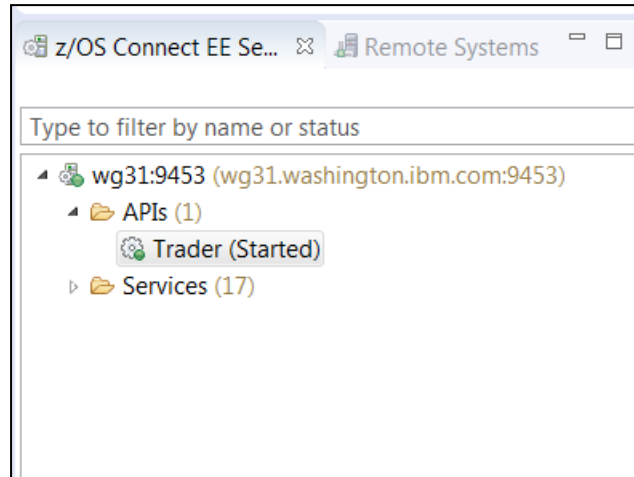 z/OS Connect EE Se... Remote Systems
Type to filter by name or status
wg31:9453 (wg31.washington.ibm.com:9453)
APIs (1)
Trader (Started)
Services (17)